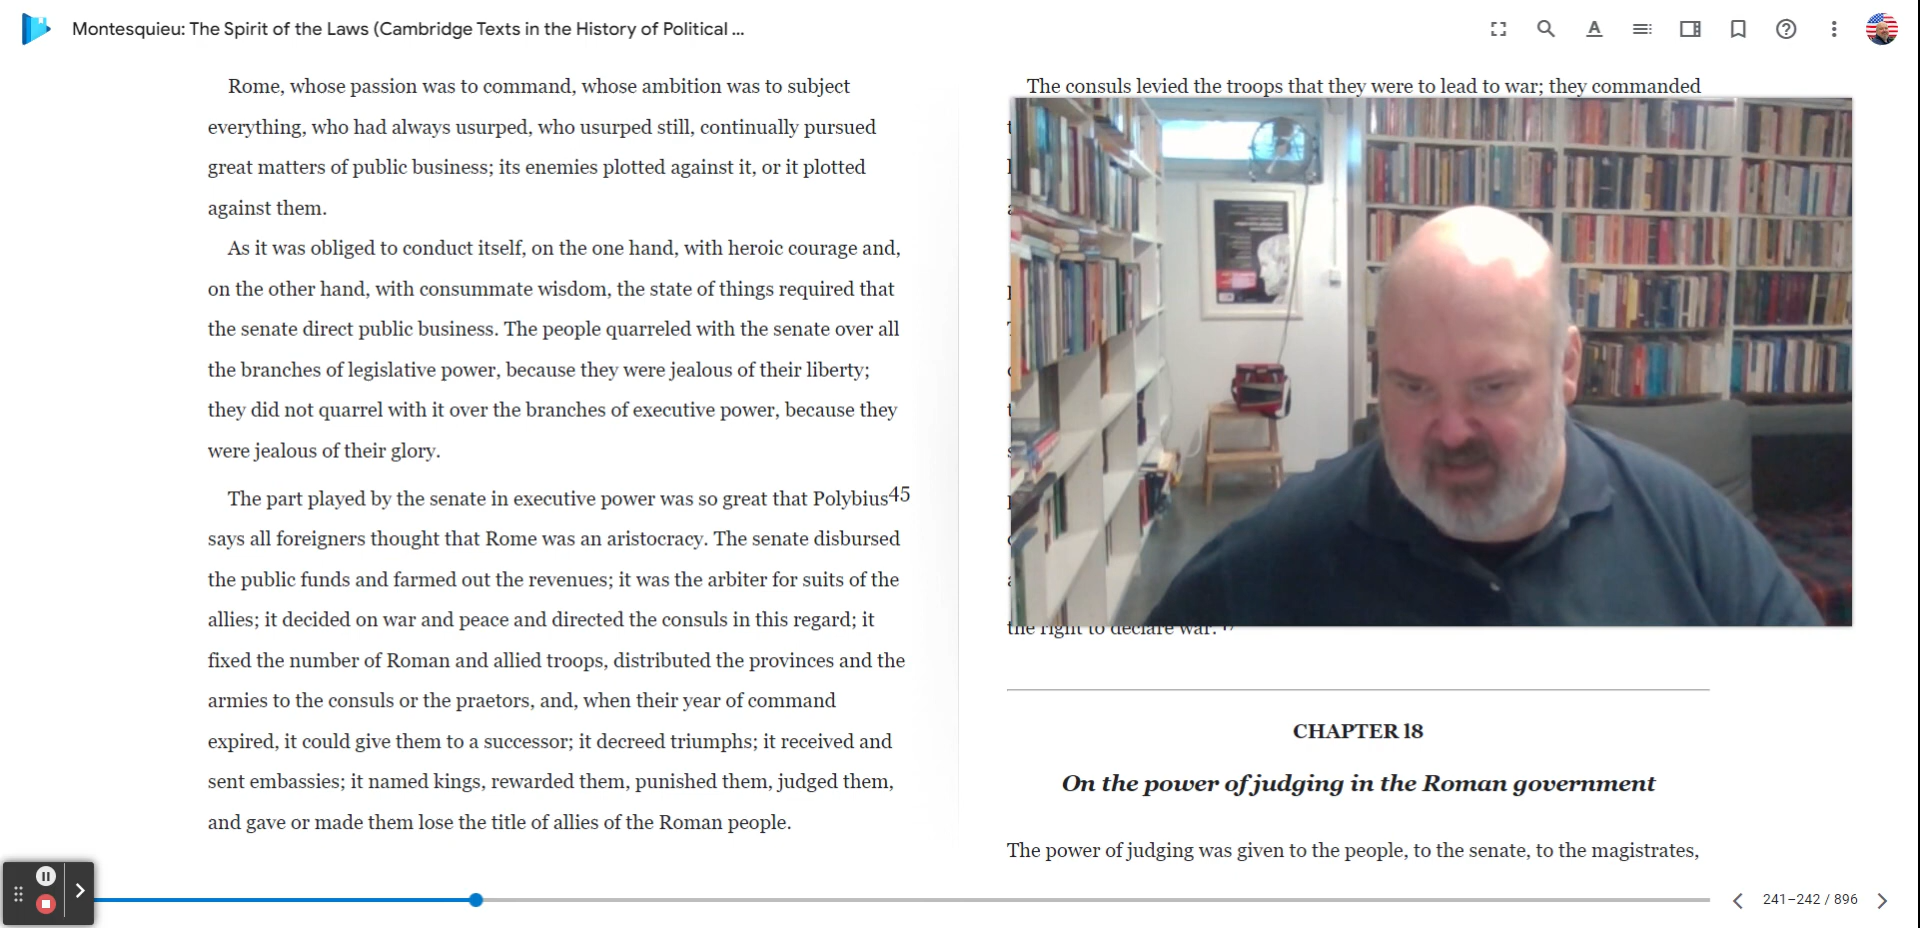 Montesquieu: The Spirit of the Laws (Cambridge Texts in the History of Political ...
Rome, whose passion was to command, whose ambition was to subject
everything, who had always usurped, who usurped still, continually pursued
great matters of public business; its enemies plotted against it, or it plotted
against them.
As it was obliged to conduct itself, on the one hand, with heroic courage and,
on the other hand, with consummate wisdom, the state of things required that
the senate direct public business. The people quarreled with the senate over all
the branches of legislative power, because they were jealous of their liberty;
they did not quarrel with it over the branches of executive power, because they
were jealous of their glory.
The part played by the senate in executive power was so great that Polybius45
says all foreigners thought that Rome was an aristocracy. The senate disbursed
the public funds and farmed out the revenues; it was the arbiter for suits of the
allies; it decided on war and peace and directed the consuls in this regard; it
fixed the number of Roman and allied troops, distributed the provinces and the
armies to the consuls or the praetors, and, when their year of command
expired, it could give them to a successor; it decreed triumphs; it received and
sent embassies; it named kings, rewarded them, punished them, judged them,
and gave or made them lose the title of allies of the Roman people.
The consuls levied the troops that they were to lead to war; they commanded
the right to declare war.
CHAPTER 18
On the power of judging in the Roman government
The power of judging was given to the people, to the senate, to the magistrates,
241–242 / 896